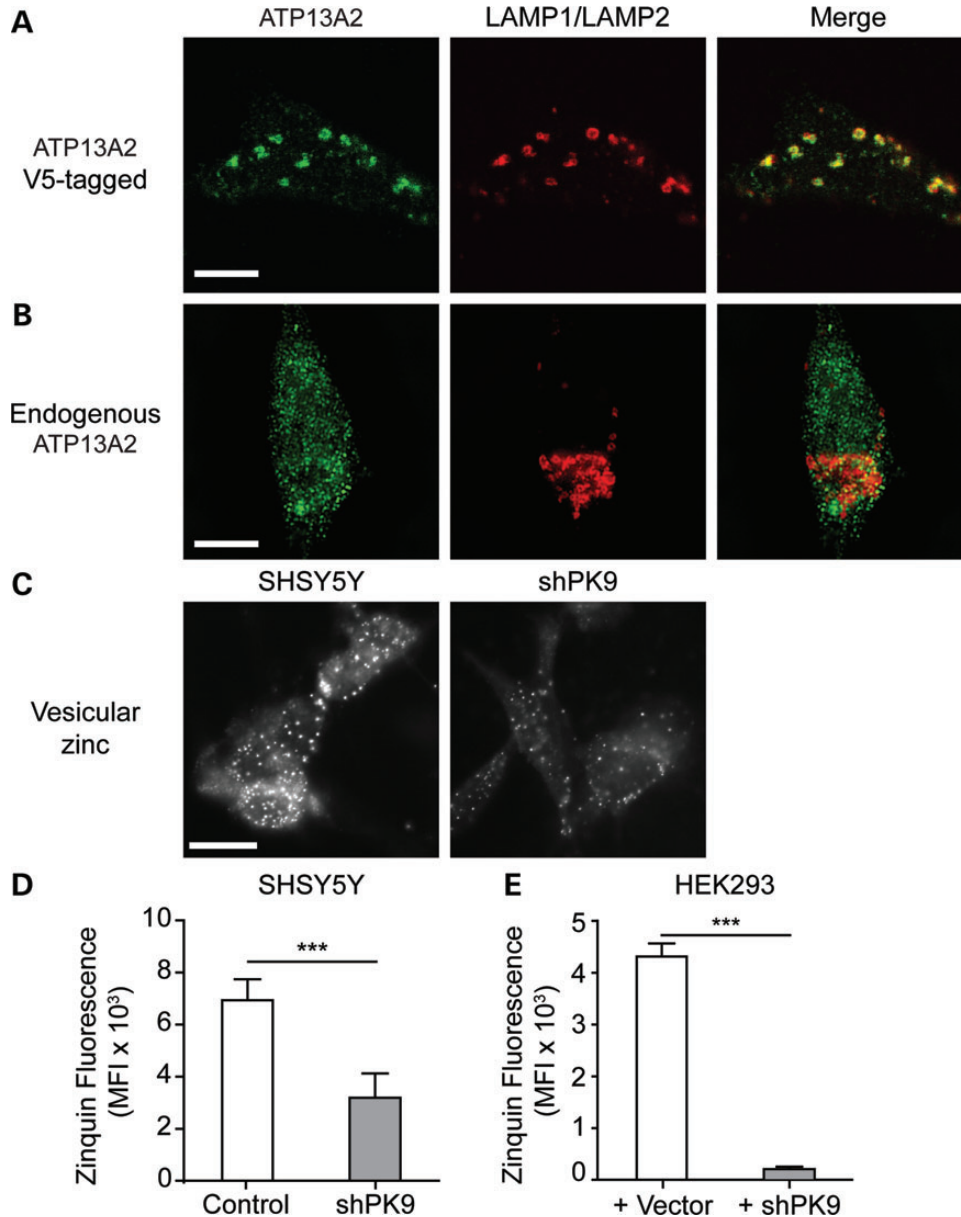 A
ATP13A2
LAMP1/LAMP2
Merge
ATP13A2
V5-tagged
B
Endogenous
ATP13A2
C
SHSY5Y
shPK9
Vesicular
zinc
D
SHSY5Y
Zinquin Fluorescence
(MFI x 10³)
10
8
6
4
2
0
***
Control
shPK9
E
HEK293
Zinquin Fluorescence
(MFI x 10³)
5
4
3
2
1
0
***
+ Vector
+ shPK9